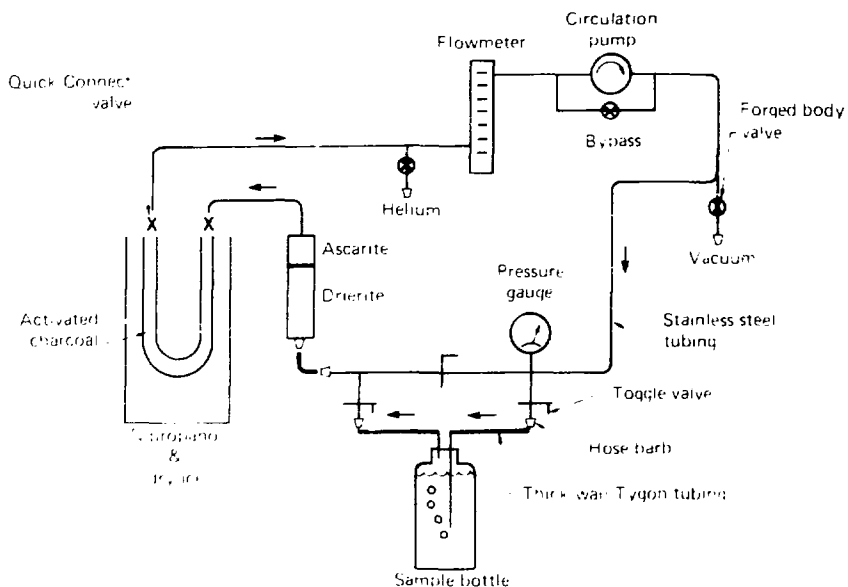 Flowmeter
Circulation
pump
Quick Connect
valve
Bypass
Forged body
valve
Helium
Vacuum
Ascarite
Drierite
Pressure
gauge
Activated
charcoal
Stainless steel
tubing
Toggle valve
&
Hose barb
Thick wall Tygon tubing
Sample bottle